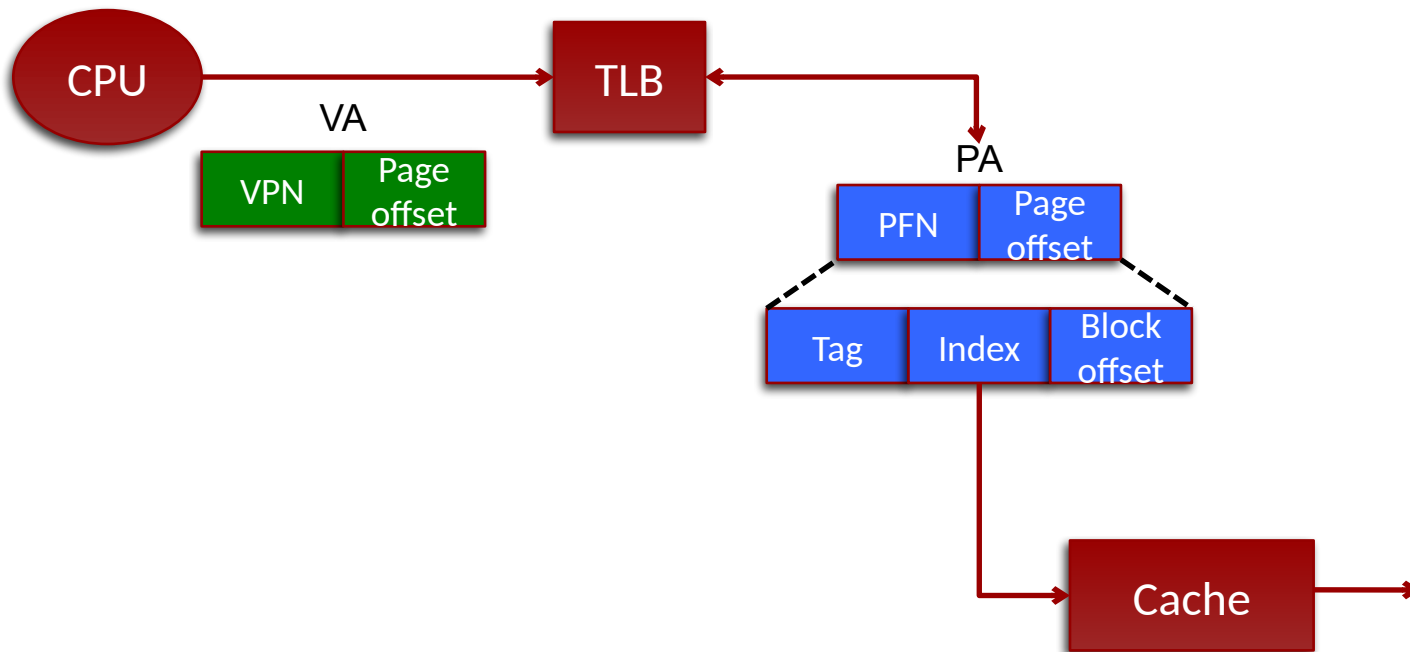 CPU
TLB
VA
VPN
Page
offset
PA
PFN
Page
offset
Tag
Index
Block
offset
Cache